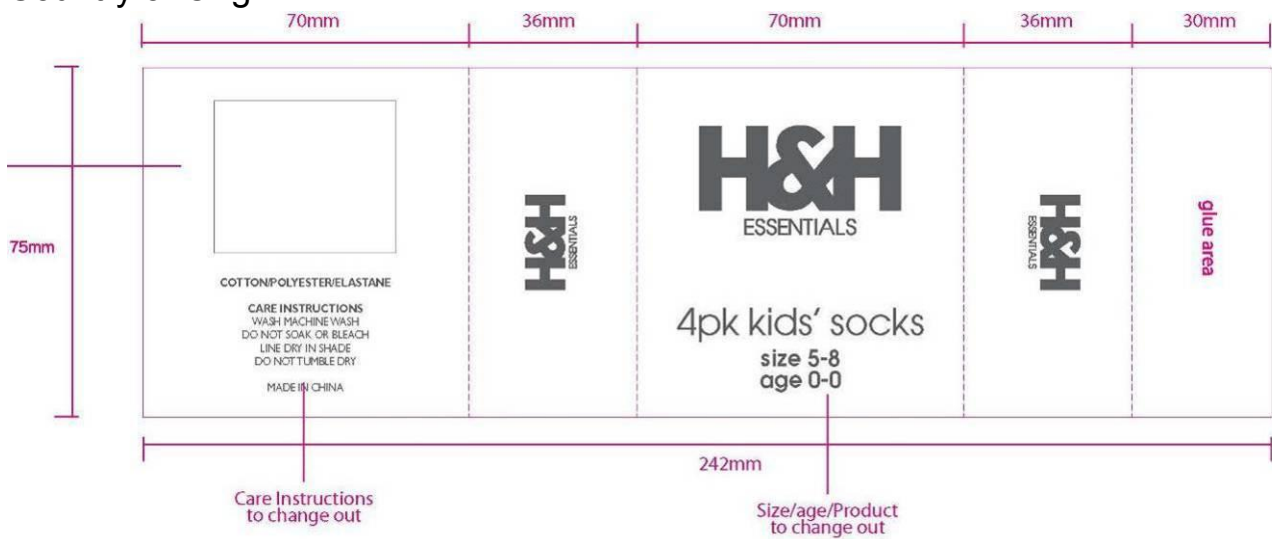 70mm
36mm
70mm
36mm
30mm
75mm
COTTON/POLYESTER/ELASTANE
CARE INSTRUCTIONS
WASH MACHINE WASH
DO NOT SOAK OR BLEACH
LINE DRY IN SHADE
DO NOT TUMBLE DRY
MADE IN CHINA
H&H
ESSENTIALS
H&H
ESSENTIALS
4pk kids' socks
size 5-8
age 0-0
H&H
ESSENTIALS
glue area
242mm
Care Instructions
to change out
Size/age/Product
to change out